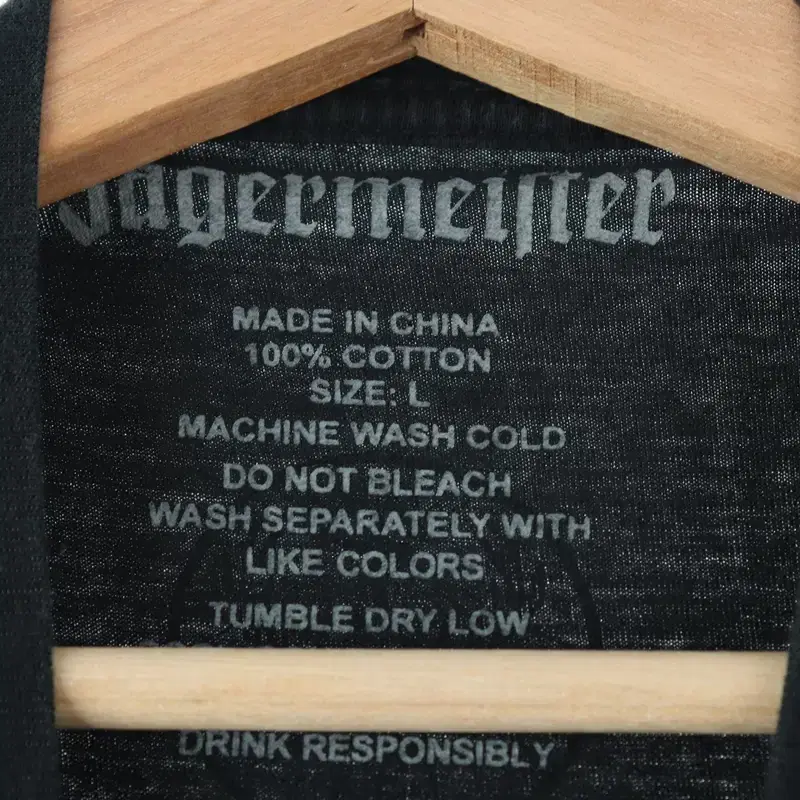 Jägermeiſter
MADE IN CHINA
100% COTTON
SIZE: L
MACHINE WASH COLD
DO NOT BLEACH
WASH SEPARATELY WITH
LIKE COLORS
TUMBLE DRY LOW
DRINK RESPONSIBLY